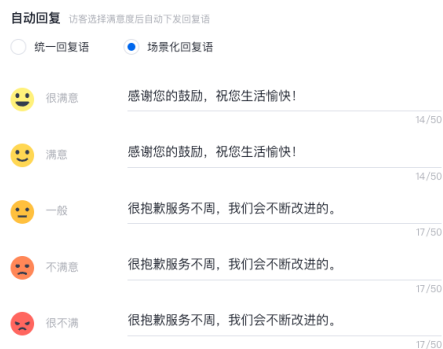 自动回复 访客选择满意度后自动下发回复语
统一回复语 场景化回复语
很满意 感谢您的鼓励，祝您生活愉快！
14/50
满意 感谢您的鼓励，祝您生活愉快！
14/50
一般 很抱歉服务不周，我们会不断改进的。
17/50
不满意 很抱歉服务不周，我们会不断改进的。
17/50
很不满 很抱歉服务不周，我们会不断改进的。
17/50